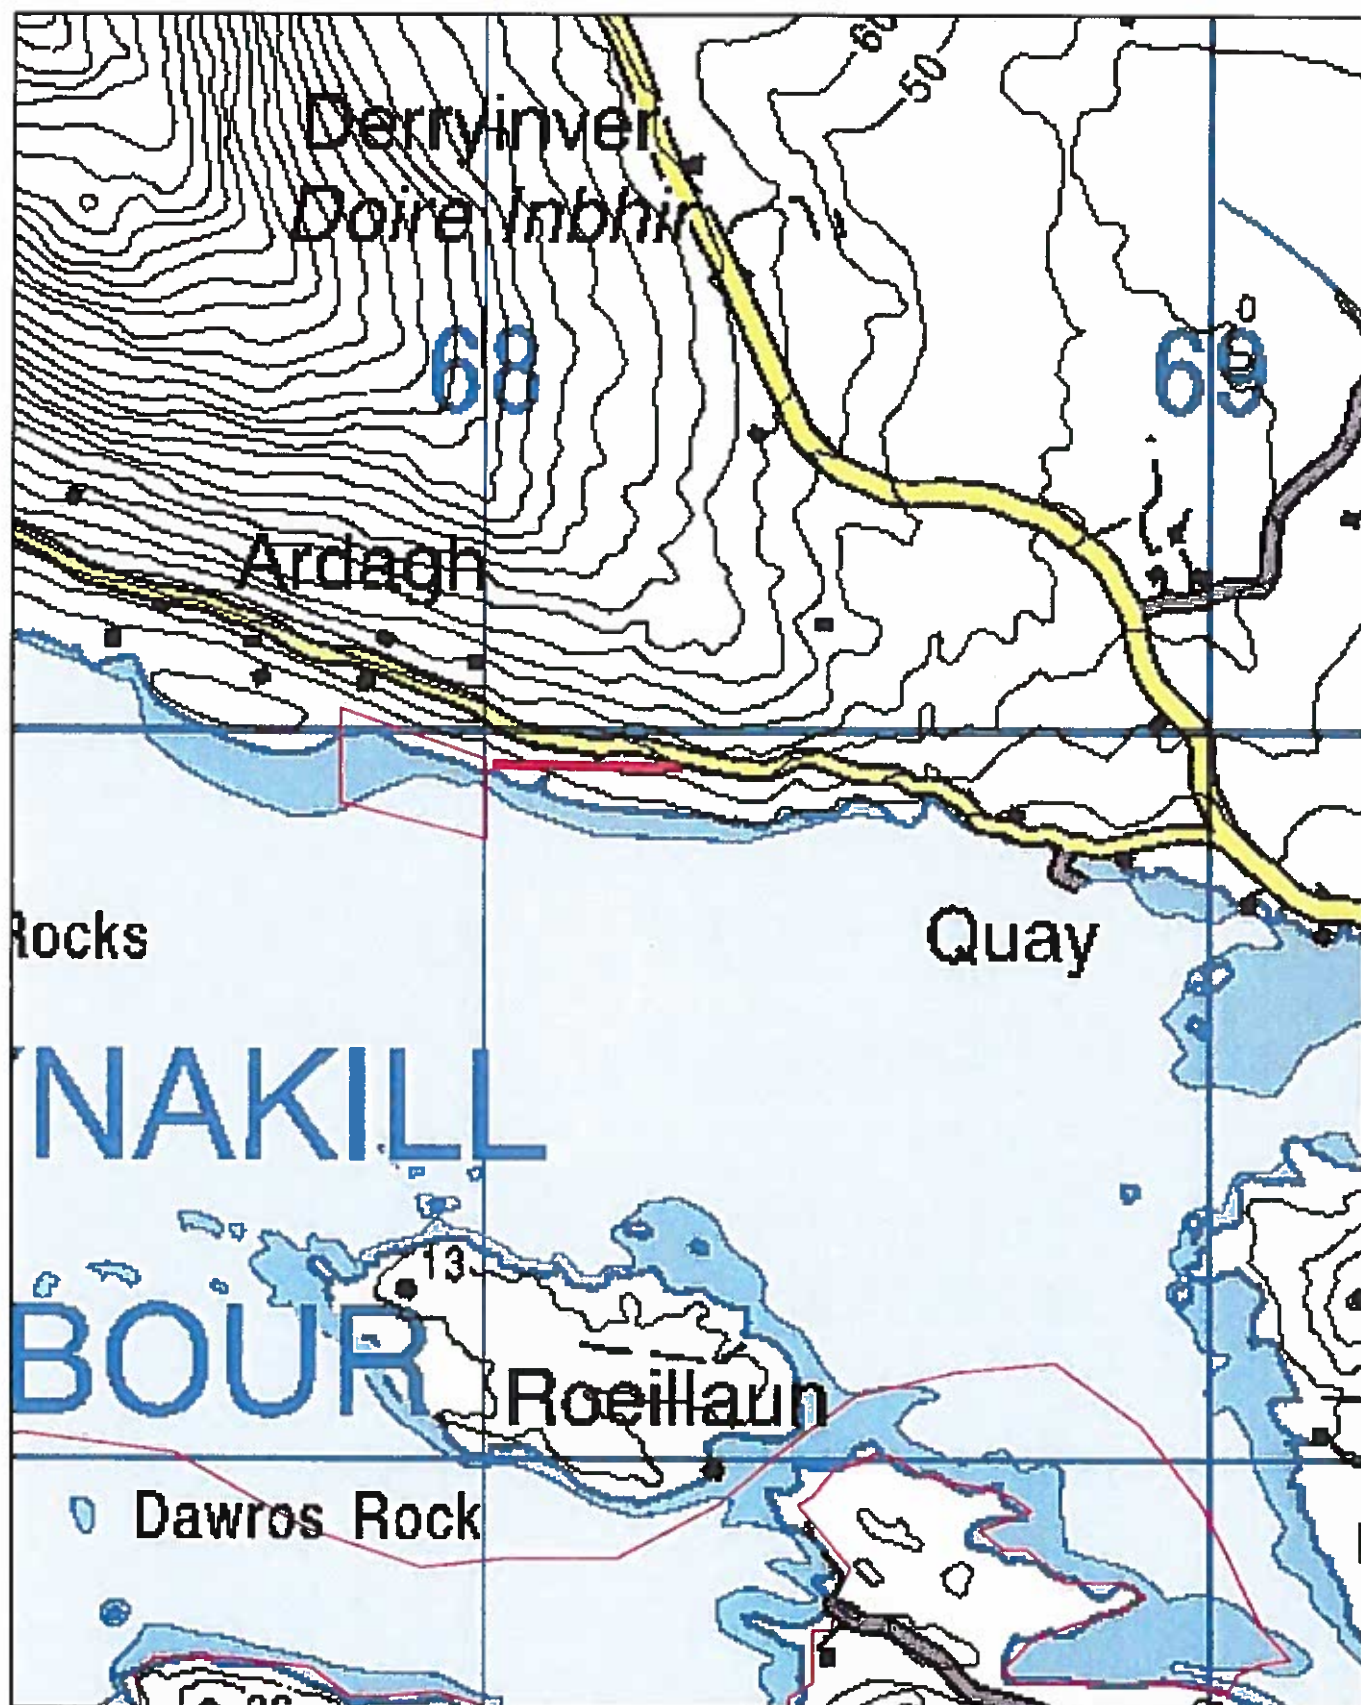 60
50
Derryinver
Doire Inbhir
68
69
Ardagh
Rocks
Quay
NAKILL
13
BOUR
Roeillaun
Dawros Rock